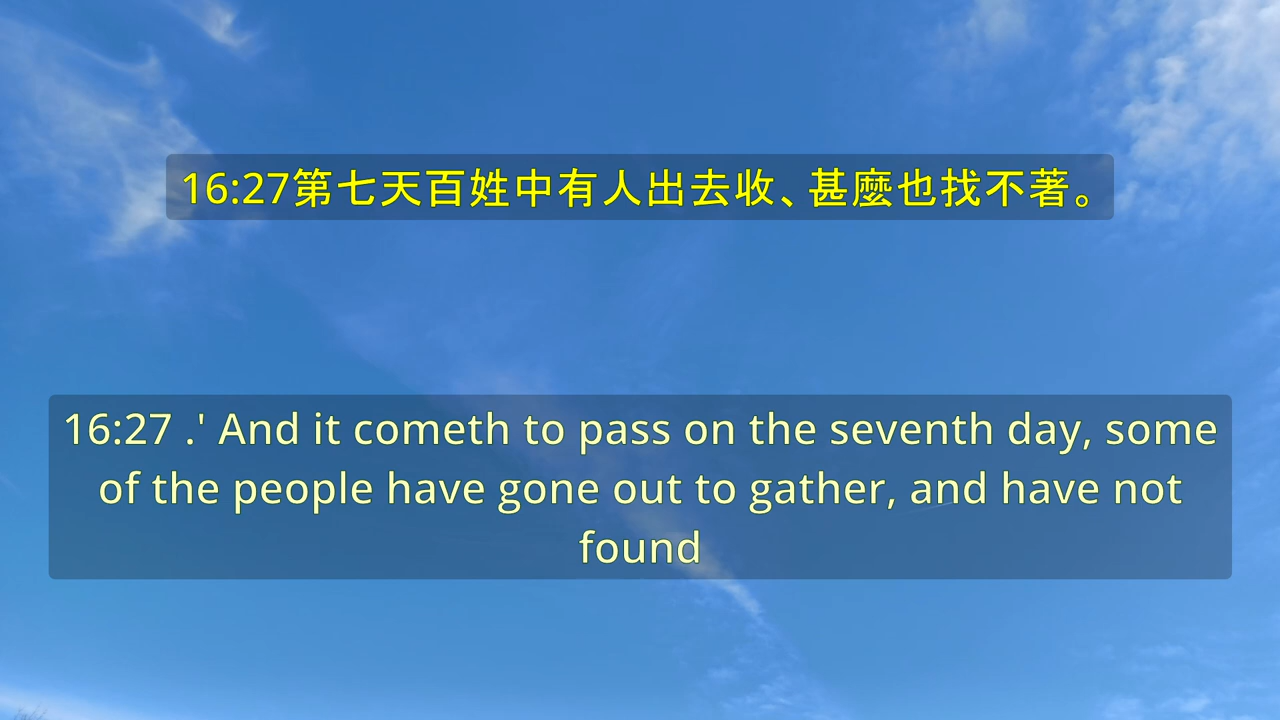 16:27第七天百姓中有人出去收、甚麼也找不著。
16:27 .' And it cometh to pass on the seventh day, some
of the people have gone out to gather, and have not
found